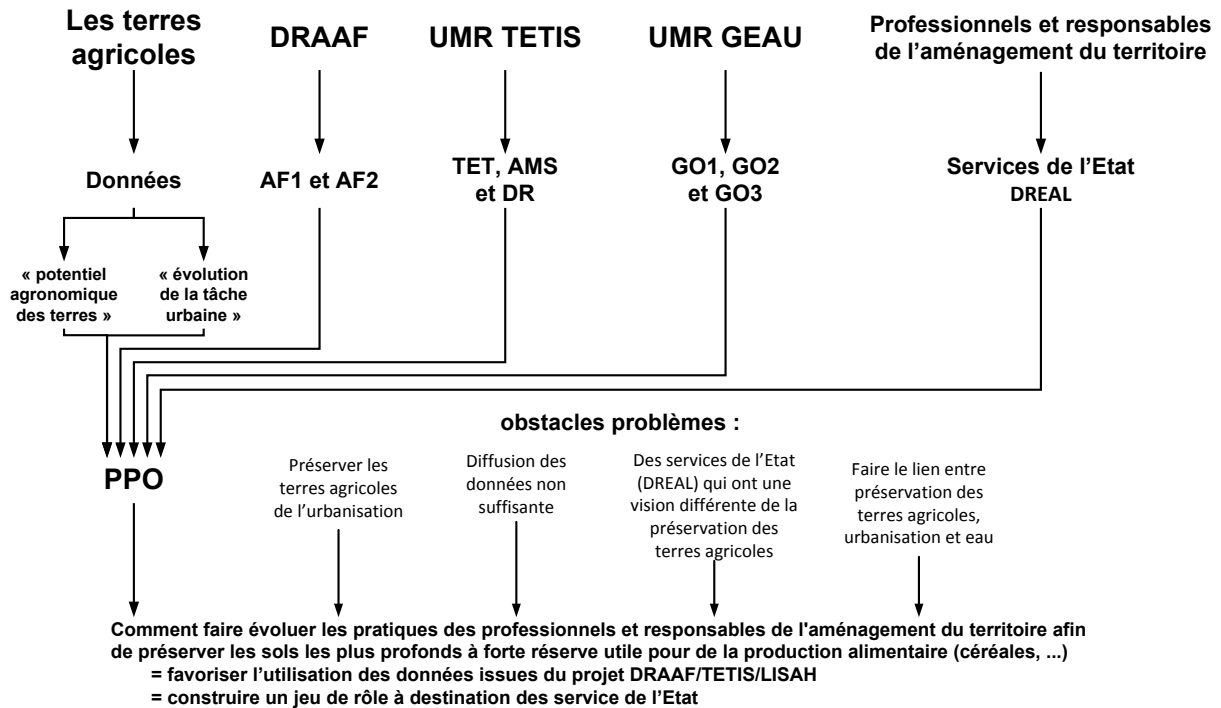 Les terres
agricoles
DRAAF
UMR TETIS
UMR GEAU
Professionnels et responsables
de l'aménagement du territoire
Données
AF1 et AF2
TET, AMS
et DR
GO1, GO2
et GO3
Services de l'Etat
DREAL
« potentiel
agronomique
des terres »
« évolution
de la tâche
urbaine »
obstacles problèmes :
PPO
Préserver les
terres agricoles
de l'urbanisation
Diffusion des
données non
suffisante
Des services de l'Etat
(DREAL) qui ont une
vision différente de la
préservation des
terres agricoles
Faire le lien entre
préservation des
terres agricoles,
urbanisation et eau
Comment faire évoluer les pratiques des professionnels et responsables de l'aménagement du territoire afin
de préserver les sols les plus profonds à forte réserve utile pour de la production alimentaire (céréales, ...)
= favoriser l'utilisation des données issues du projet DRAAF/TETIS/LISAH
= construire un jeu de rôle à destination des service de l'Etat